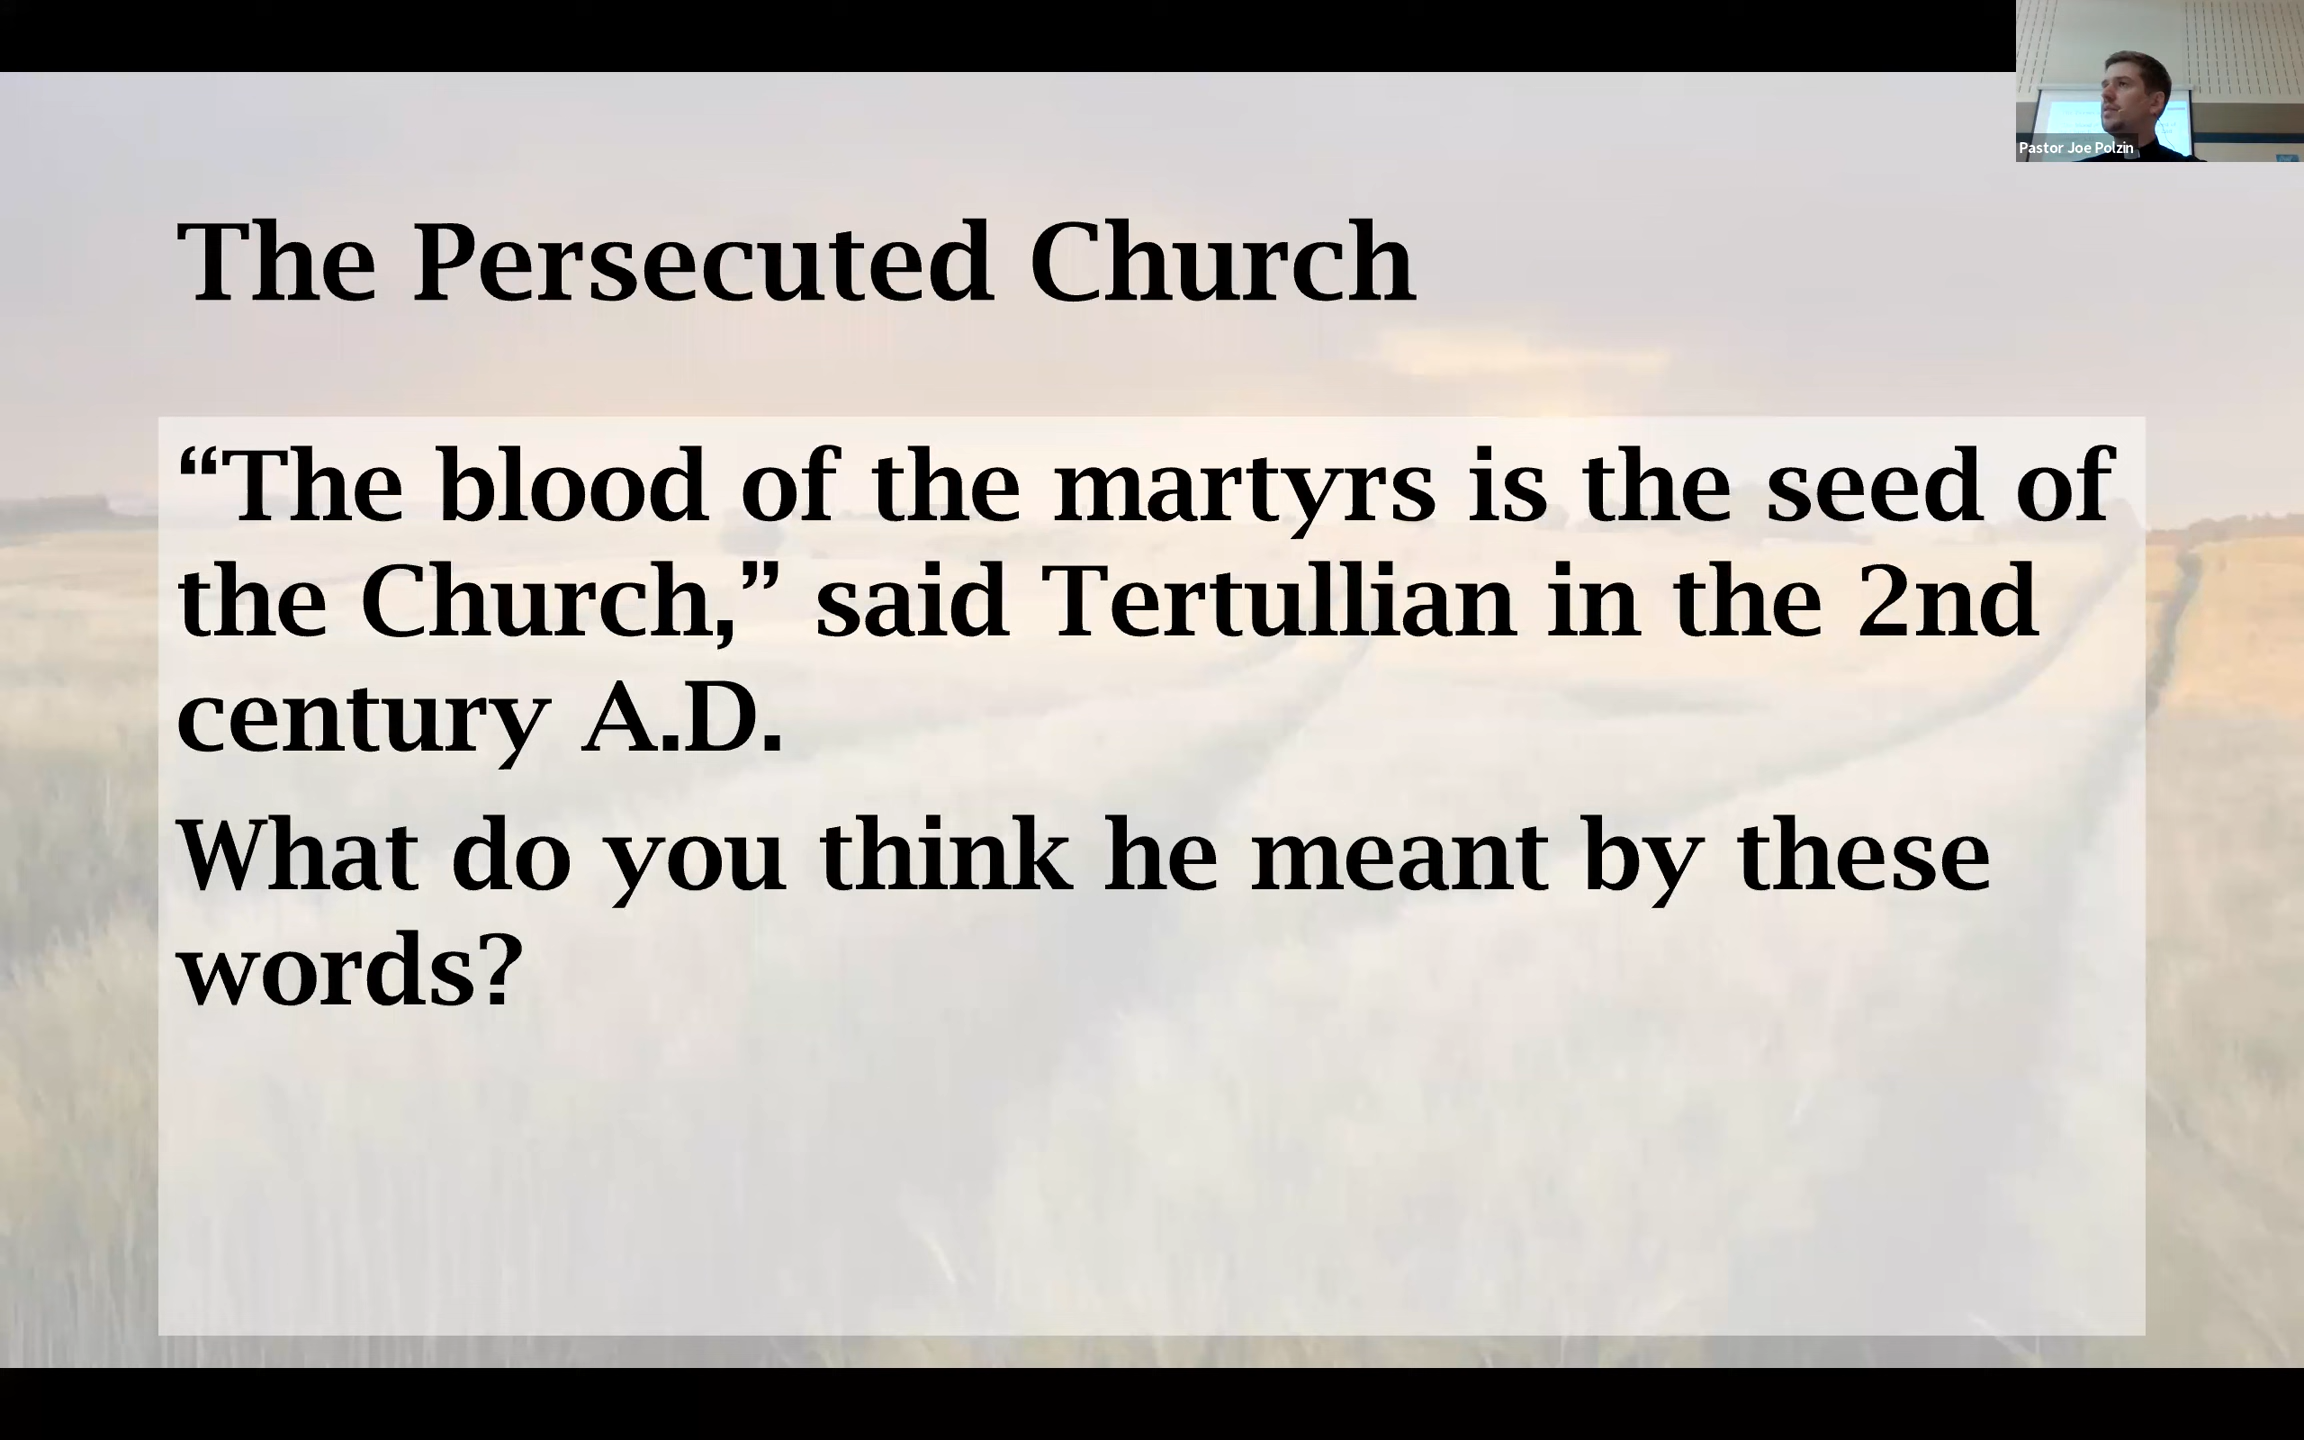 Pastor Joe Polzin
The Persecuted Church
“The blood of the martyrs is the seed of
the Church,” said Tertullian in the 2nd
century A.D.
What do you think he meant by these
words?